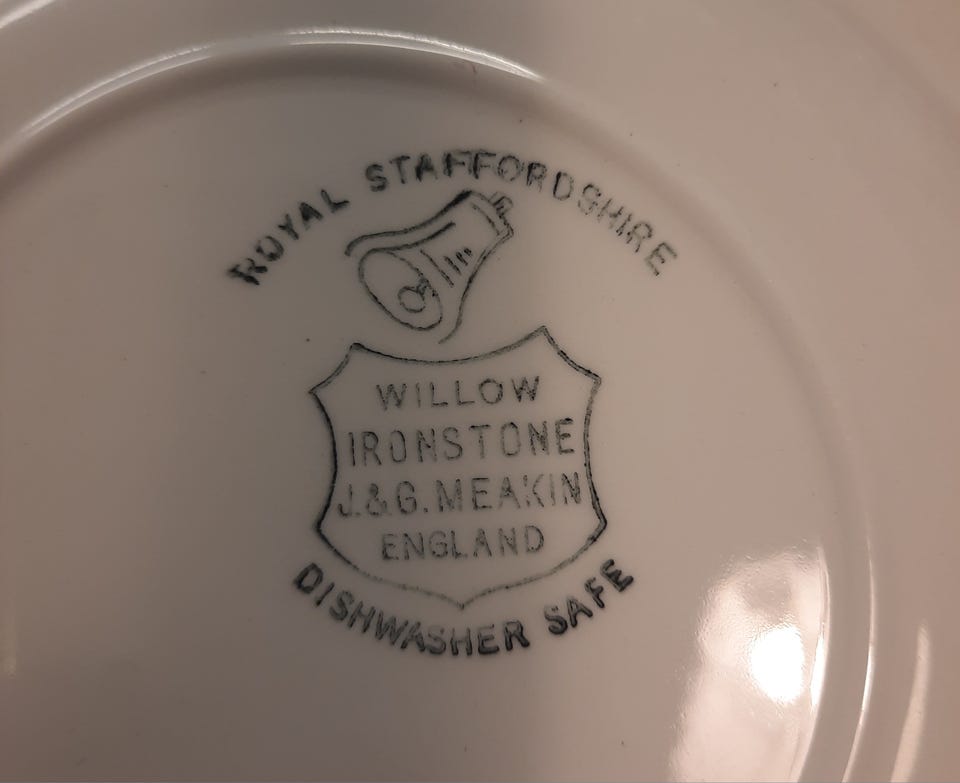 ROYAL STAFFORDSHIRE
WILLOW
IRONSTONE
J.&G.MEAKIN
ENGLAND
DISHWASHER SAFE